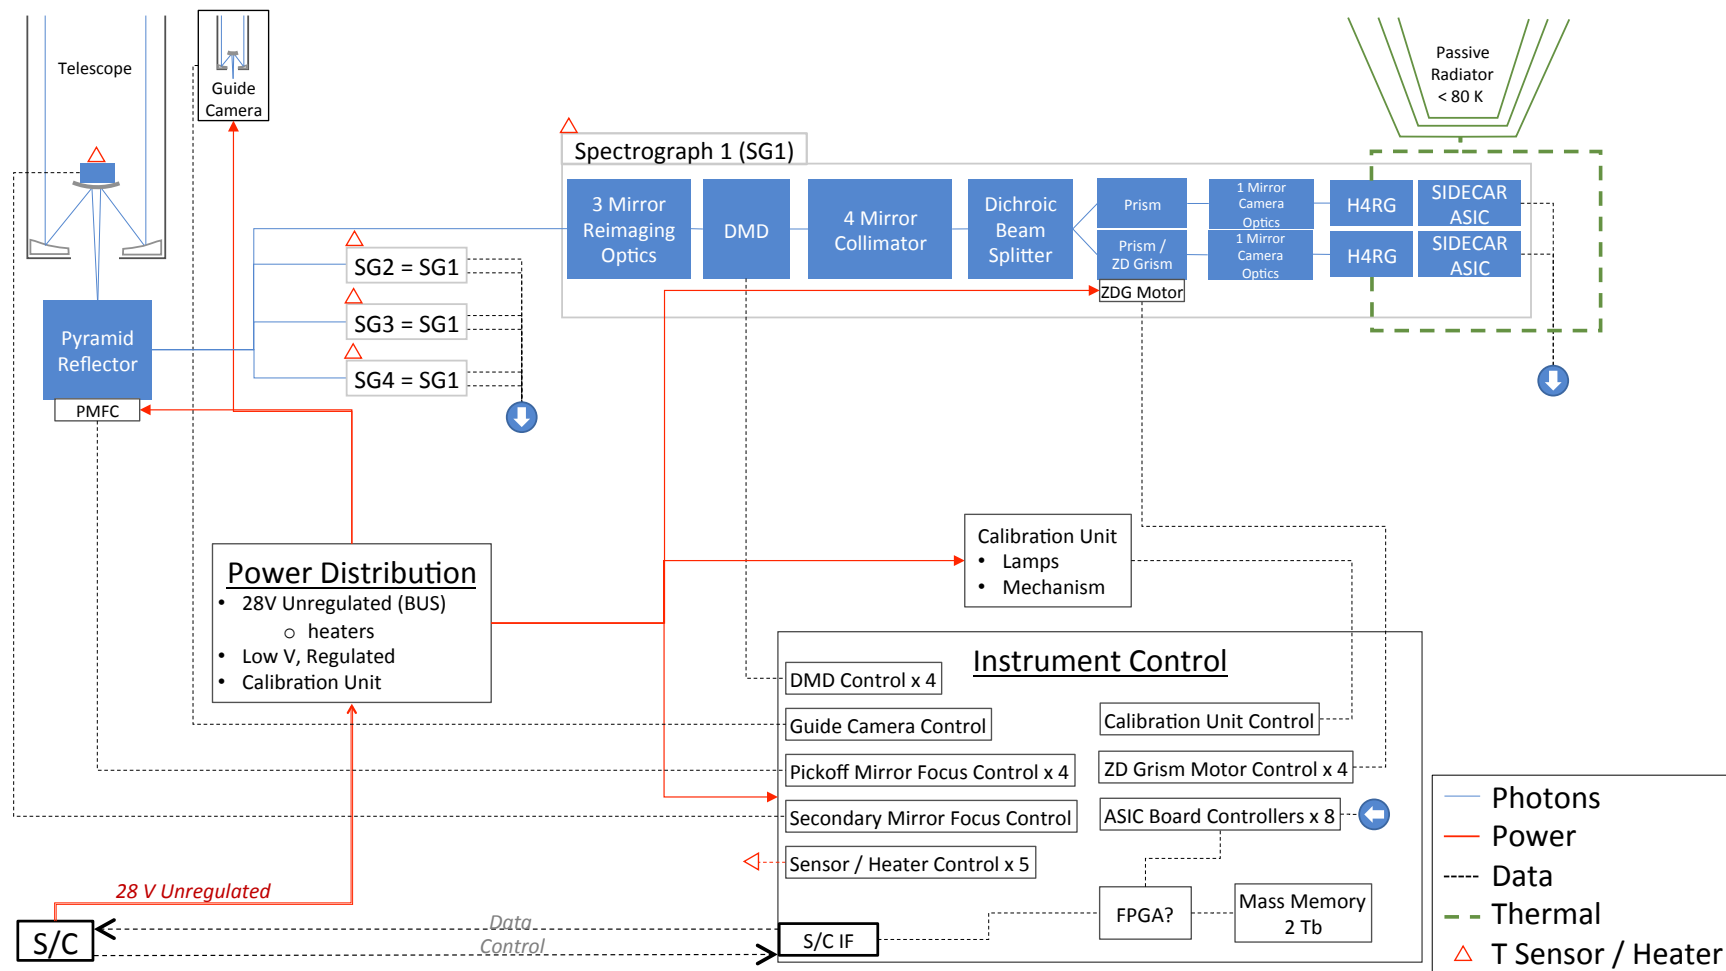 Telescope
Guide
Camera
Passive
Radiator
< 80 K
Spectrograph 1 (SG1)
3 Mirror
Reimaging
Optics
DMD
4 Mirror
Collimator
Dichroic
Beam
Splitter
Prism
1 Mirror
Camera
Optics
H4RG
SIDECAR
ASIC
Prism /
ZD Grism
1 Mirror
Camera
Optics
H4RG
SIDECAR
ASIC
ZDG Motor
SG2 = SG1
SG3 = SG1
SG4 = SG1
Pyramid
Reflector
PMFC
Power Distribution
• 28V Unregulated (BUS)
o heaters
• Low V, Regulated
• Calibration Unit
Calibration Unit
• Lamps
• Mechanism
Instrument Control
DMD Control x 4
Guide Camera Control
Pickoff Mirror Focus Control x 4
Secondary Mirror Focus Control
Sensor / Heater Control x 5
Calibration Unit Control
ZD Grism Motor Control x 4
ASIC Board Controllers x 8
FPGA?
Mass Memory
2 Tb
S/C IF
28 V Unregulated
S/C
Data
Control
Photons
Power
Data
Thermal
T Sensor / Heater